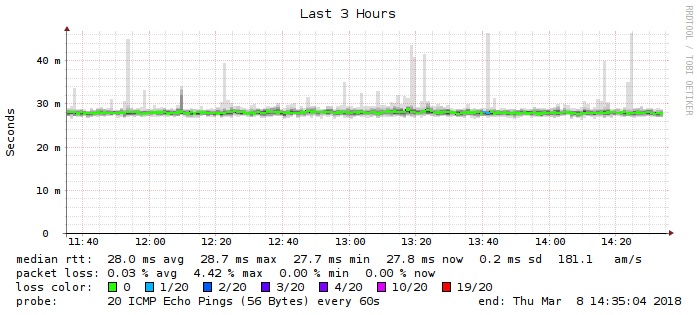 Last 3 Hours
RRDTOOL / TOBI OETIKER
Seconds
40 m
30 m
20 m
10 m
0
11:40 12:00 12:20 12:40 13:00 13:20 13:40 14:00 14:20
median rtt: 28.0 ms avg 28.7 ms max 27.7 ms min 27.8 ms now 0.2 ms sd 181.1 am/s
packet loss: 0.03 % avg 4.42 % max 0.00 % min 0.00 % now
loss color: 0 1/20 2/20 3/20 4/20 10/20 19/20
probe: 20 ICMP Echo Pings (56 Bytes) every 60s end: Thu Mar 8 14:35:04 2018